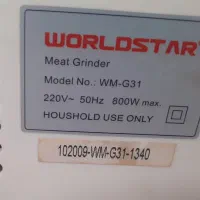 WORLDSTAR
Meat Grinder
Model No.: WM-G31
220V~ 50Hz 800W max.
HOUSHOLD USE ONLY
102009-WM-G31-1340